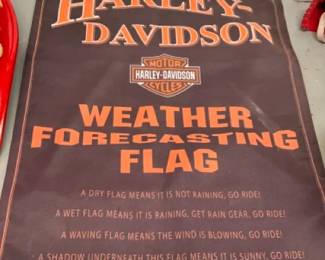 HARLEY-
DAVIDSON
MOTOR
HARLEY-DAVIDSON
CYCLES
WEATHER
FORECASTING
FLAG
A DRY FLAG MEANS IT IS NOT RAINING, GO RIDE!
A WET FLAG MEANS IT IS RAINING, GET RAIN GEAR, GO RIDE!
A WAVING FLAG MEANS THE WIND IS BLOWING, GO RIDE!
A SHADOW UNDERNEATH THIS FLAG MEANS IT IS SUNNY, GO RIDE!